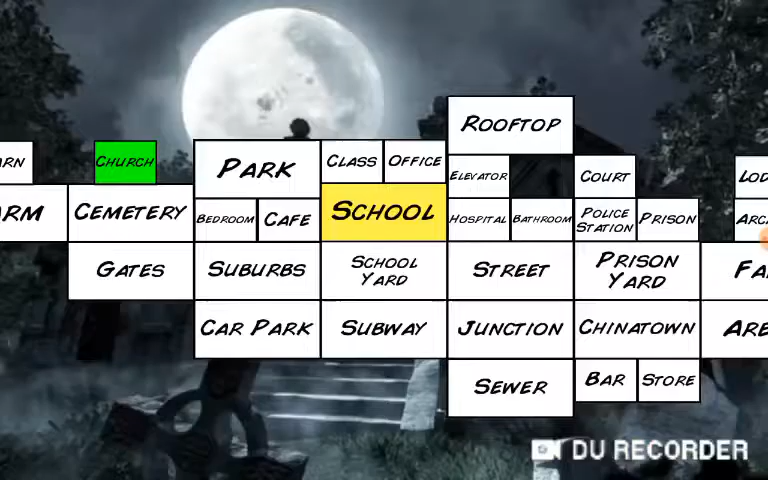 ROOFTOP
CHURCH
PARK
CLASS
OFFICE
ELEVATOR
COURT
CEMETERY
BEDROOM
CAFE
SCHOOL
HOSPITAL
BATHROOM
POLICE
STATION
PRISON
GATES
SUBURBS
SCHOOL
YARD
STREET
PRISON
YARD
CAR PARK
SUBWAY
JUNCTION
CHINATOWN
SEWER
BAR
STORE
DU RECORDER